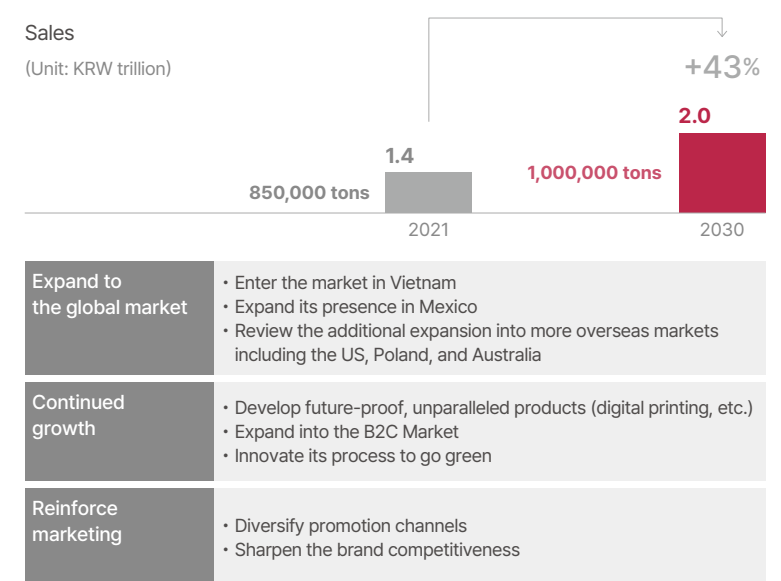 Sales
(Unit: KRW trillion)
+43%
2.0
1.4
1,000,000 tons
850,000 tons
2021
2030
Expand to
the global market
• Enter the market in Vietnam
• Expand its presence in Mexico
• Review the additional expansion into more overseas markets
including the US, Poland, and Australia
Continued
growth
• Develop future-proof, unparalleled products (digital printing, etc.)
• Expand into the B2C Market
• Innovate its process to go green
Reinforce
marketing
• Diversify promotion channels
• Sharpen the brand competitiveness